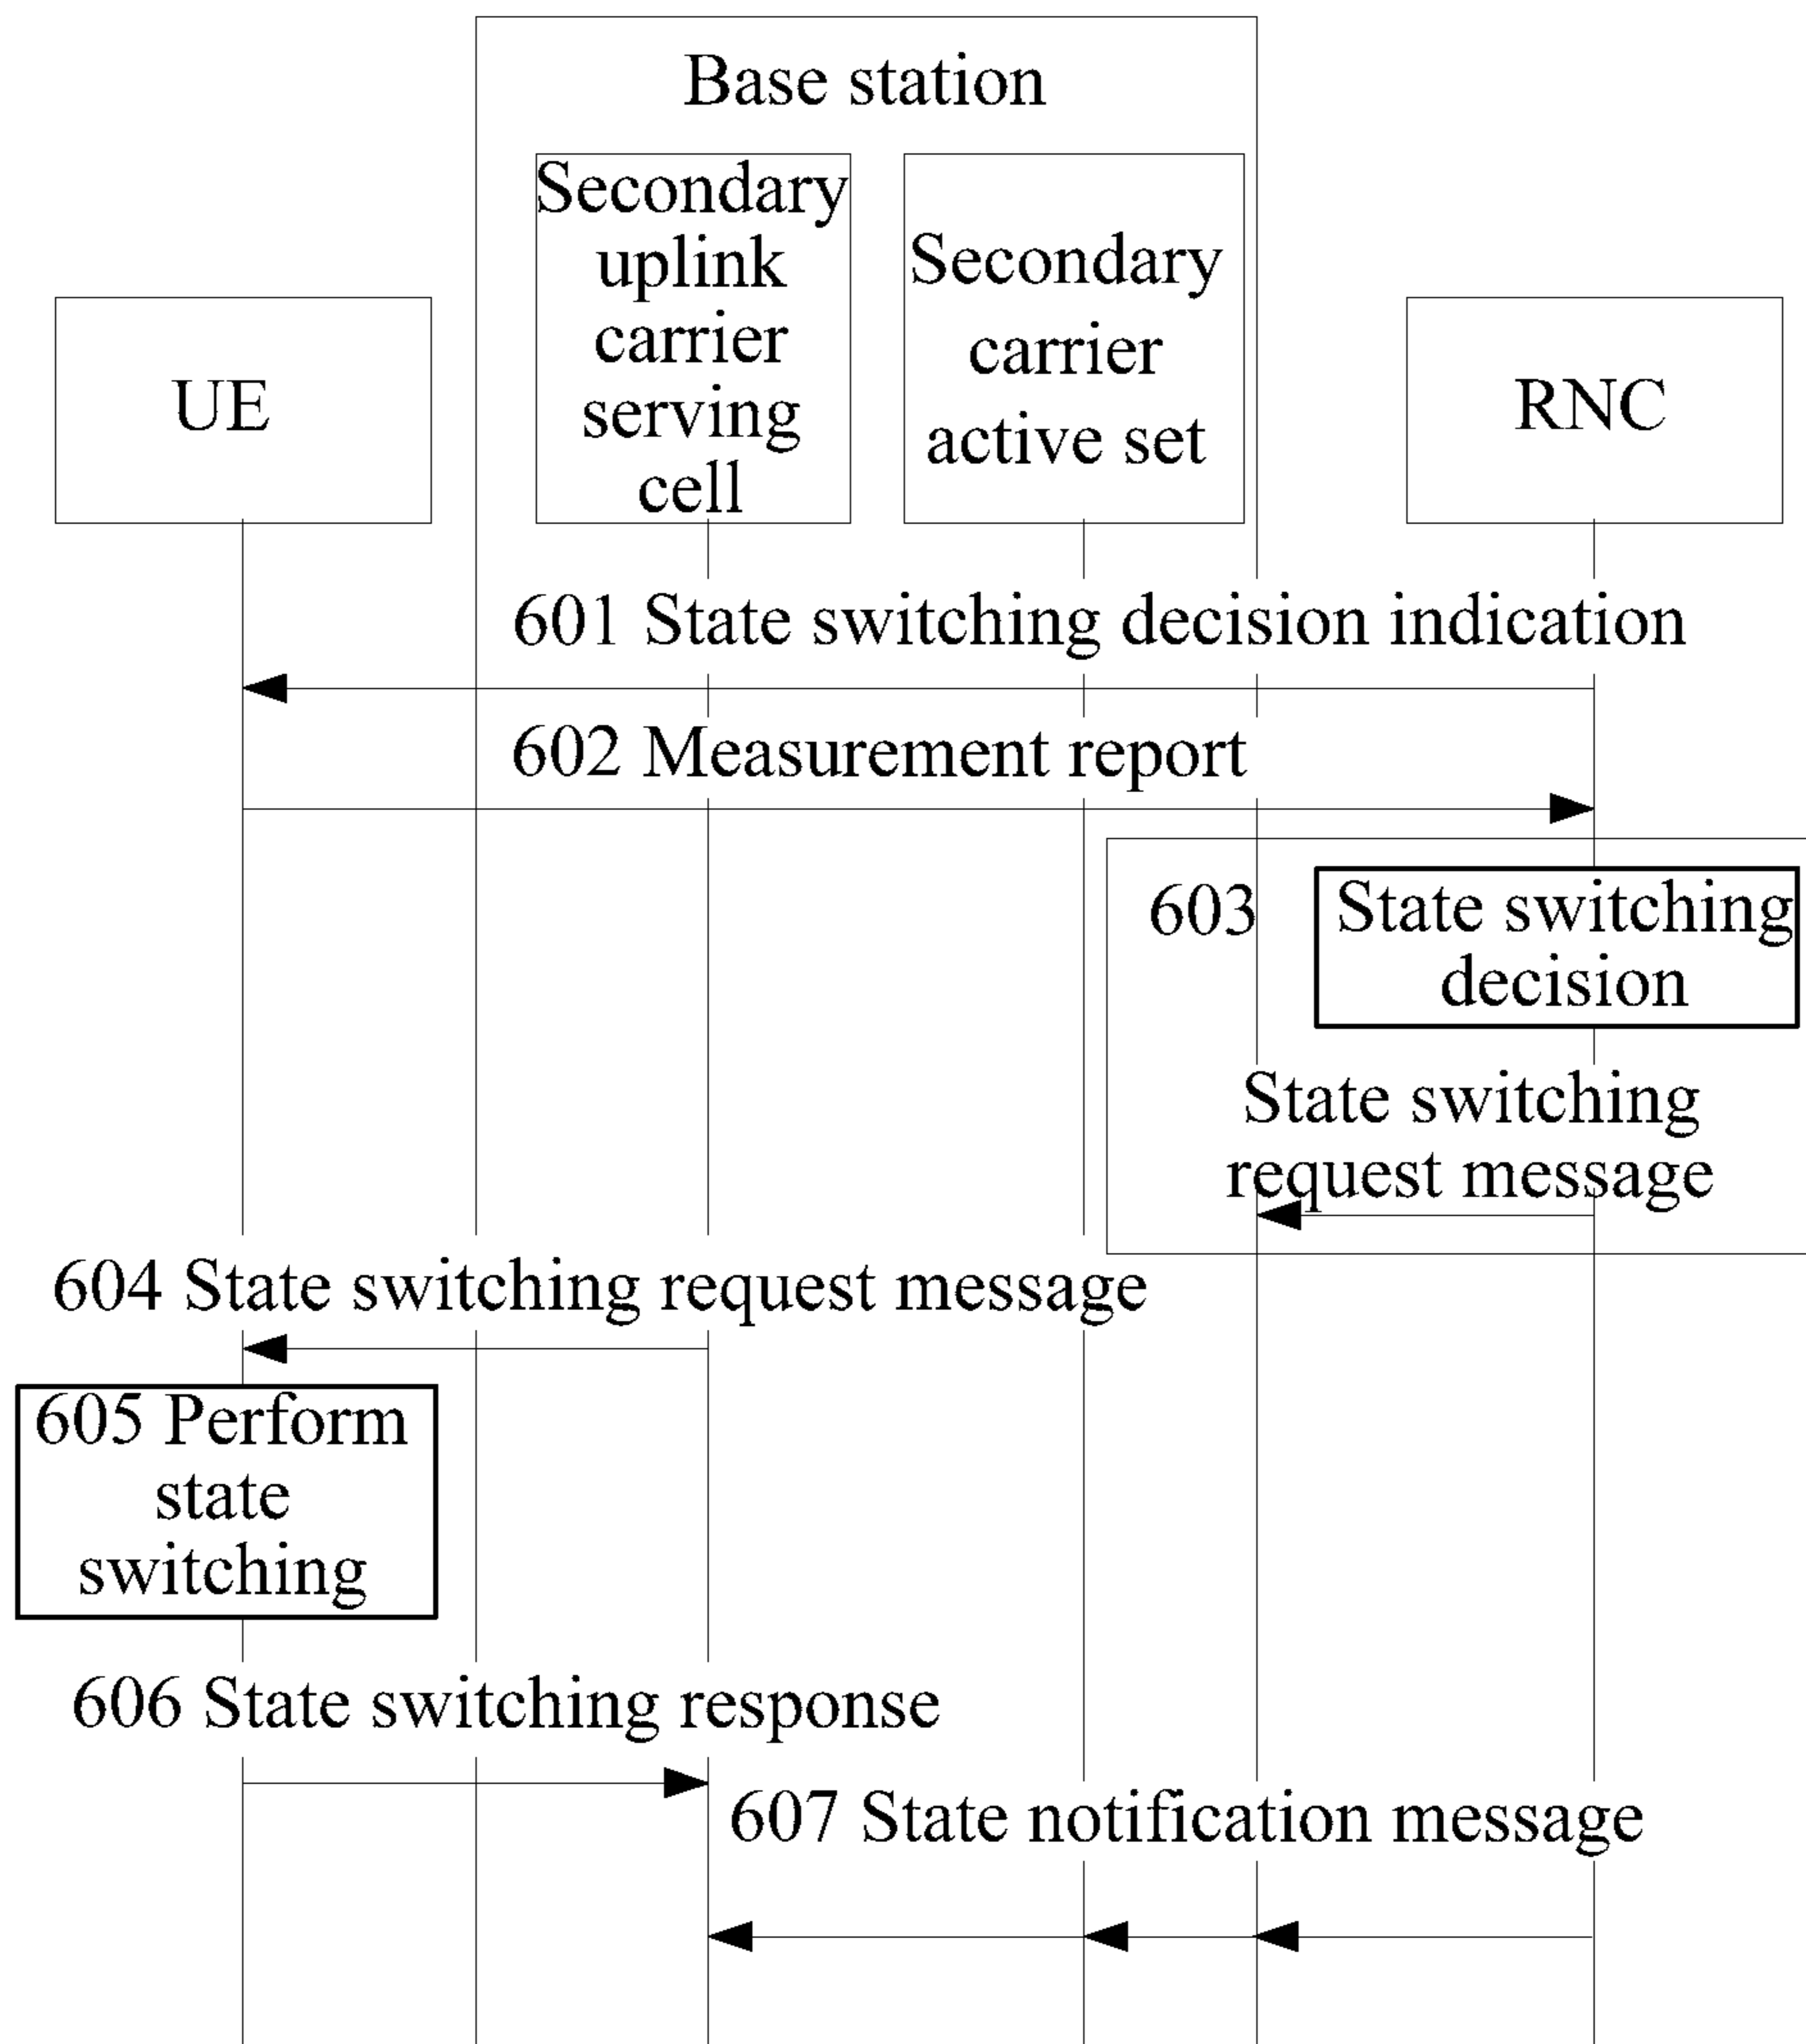 Base station
Secondary
uplink
carrier
serving
cell
Secondary
carrier
active set
UE
RNC
601 State switching decision indication
602 Measurement report
603
State switching
decision
State switching
request message
604 State switching request message
605 Perform
state
switching
606 State switching response
607 State notification message